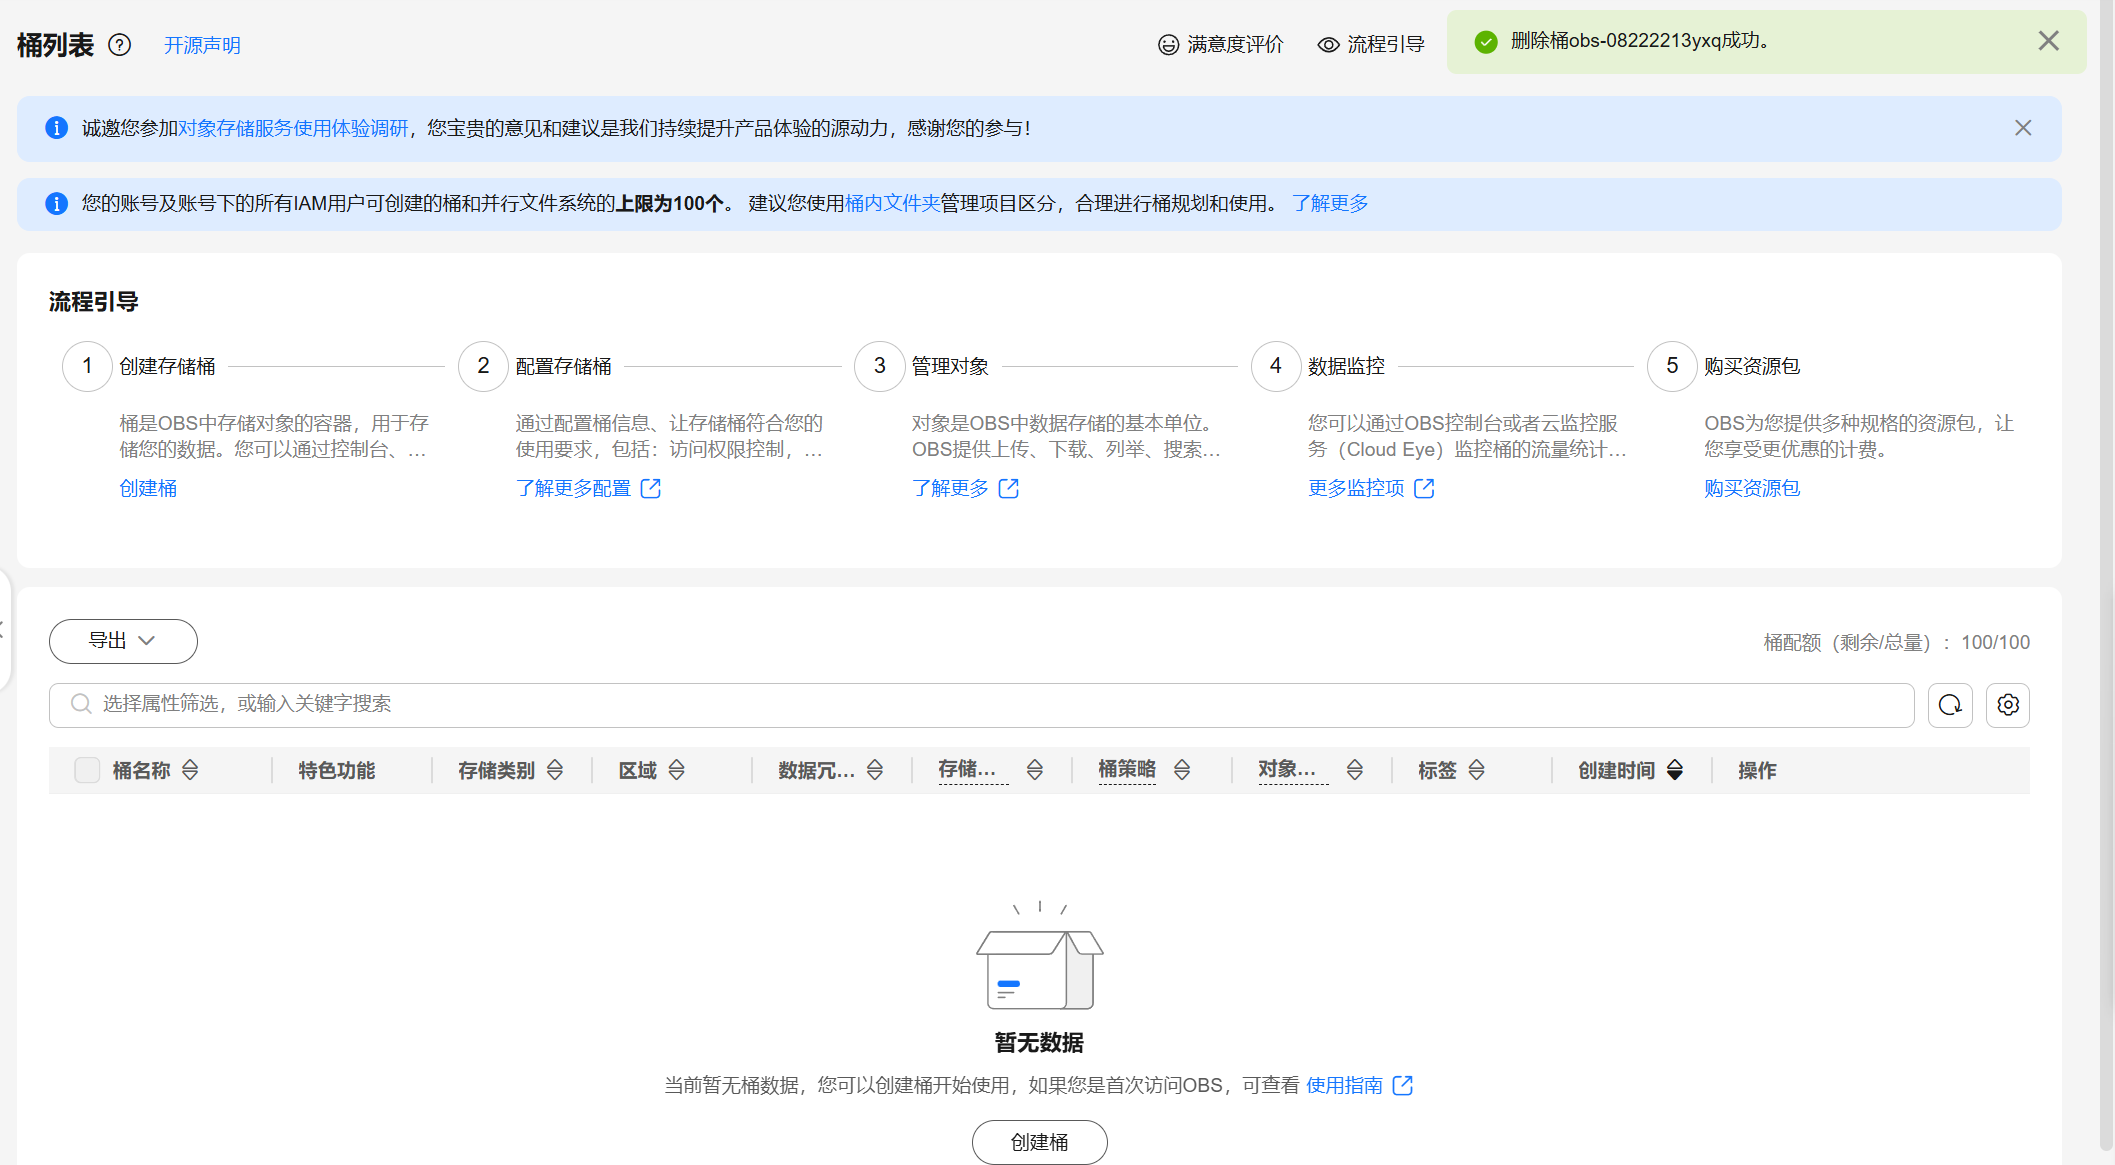 桶列表 ? 开源声明
满意度评价 流程引导
删除桶obs-08222213yxq成功。
诚邀您参加对象存储服务使用体验调研，您宝贵的意见和建议是我们持续提升产品体验的源动力，感谢您的参与！
您的账号及账号下的所有IAM用户可创建的桶和并行文件系统的上限为100个。 建议您使用桶内文件夹管理项目区分，合理进行桶规划和使用。 了解更多
流程引导
1 创建存储桶
桶是OBS中存储对象的容器，用于存
储您的数据。您可以通过控制台、...
创建桶
2 配置存储桶
通过配置桶信息、让存储桶符合您的
使用要求，包括：访问权限控制，...
了解更多配置
3 管理对象
对象是OBS中数据存储的基本单位。
OBS提供上传、下载、列举、搜索...
了解更多
4 数据监控
您可以通过OBS控制台或者云监控服
务（Cloud Eye）监控桶的流量统计...
更多监控项
5 购买资源包
OBS为您提供多种规格的资源包，让
您享受更优惠的计费。
购买资源包
导出
桶配额（剩余/总量）：100/100
选择属性筛选，或输入关键字搜索
桶名称 特色功能 存储类别 区域 数据冗... 存储... 桶策略 对象... 标签 创建时间 操作
暂无数据
当前暂无桶数据，您可以创建桶开始使用，如果您是首次访问OBS，可查看 使用指南
创建桶